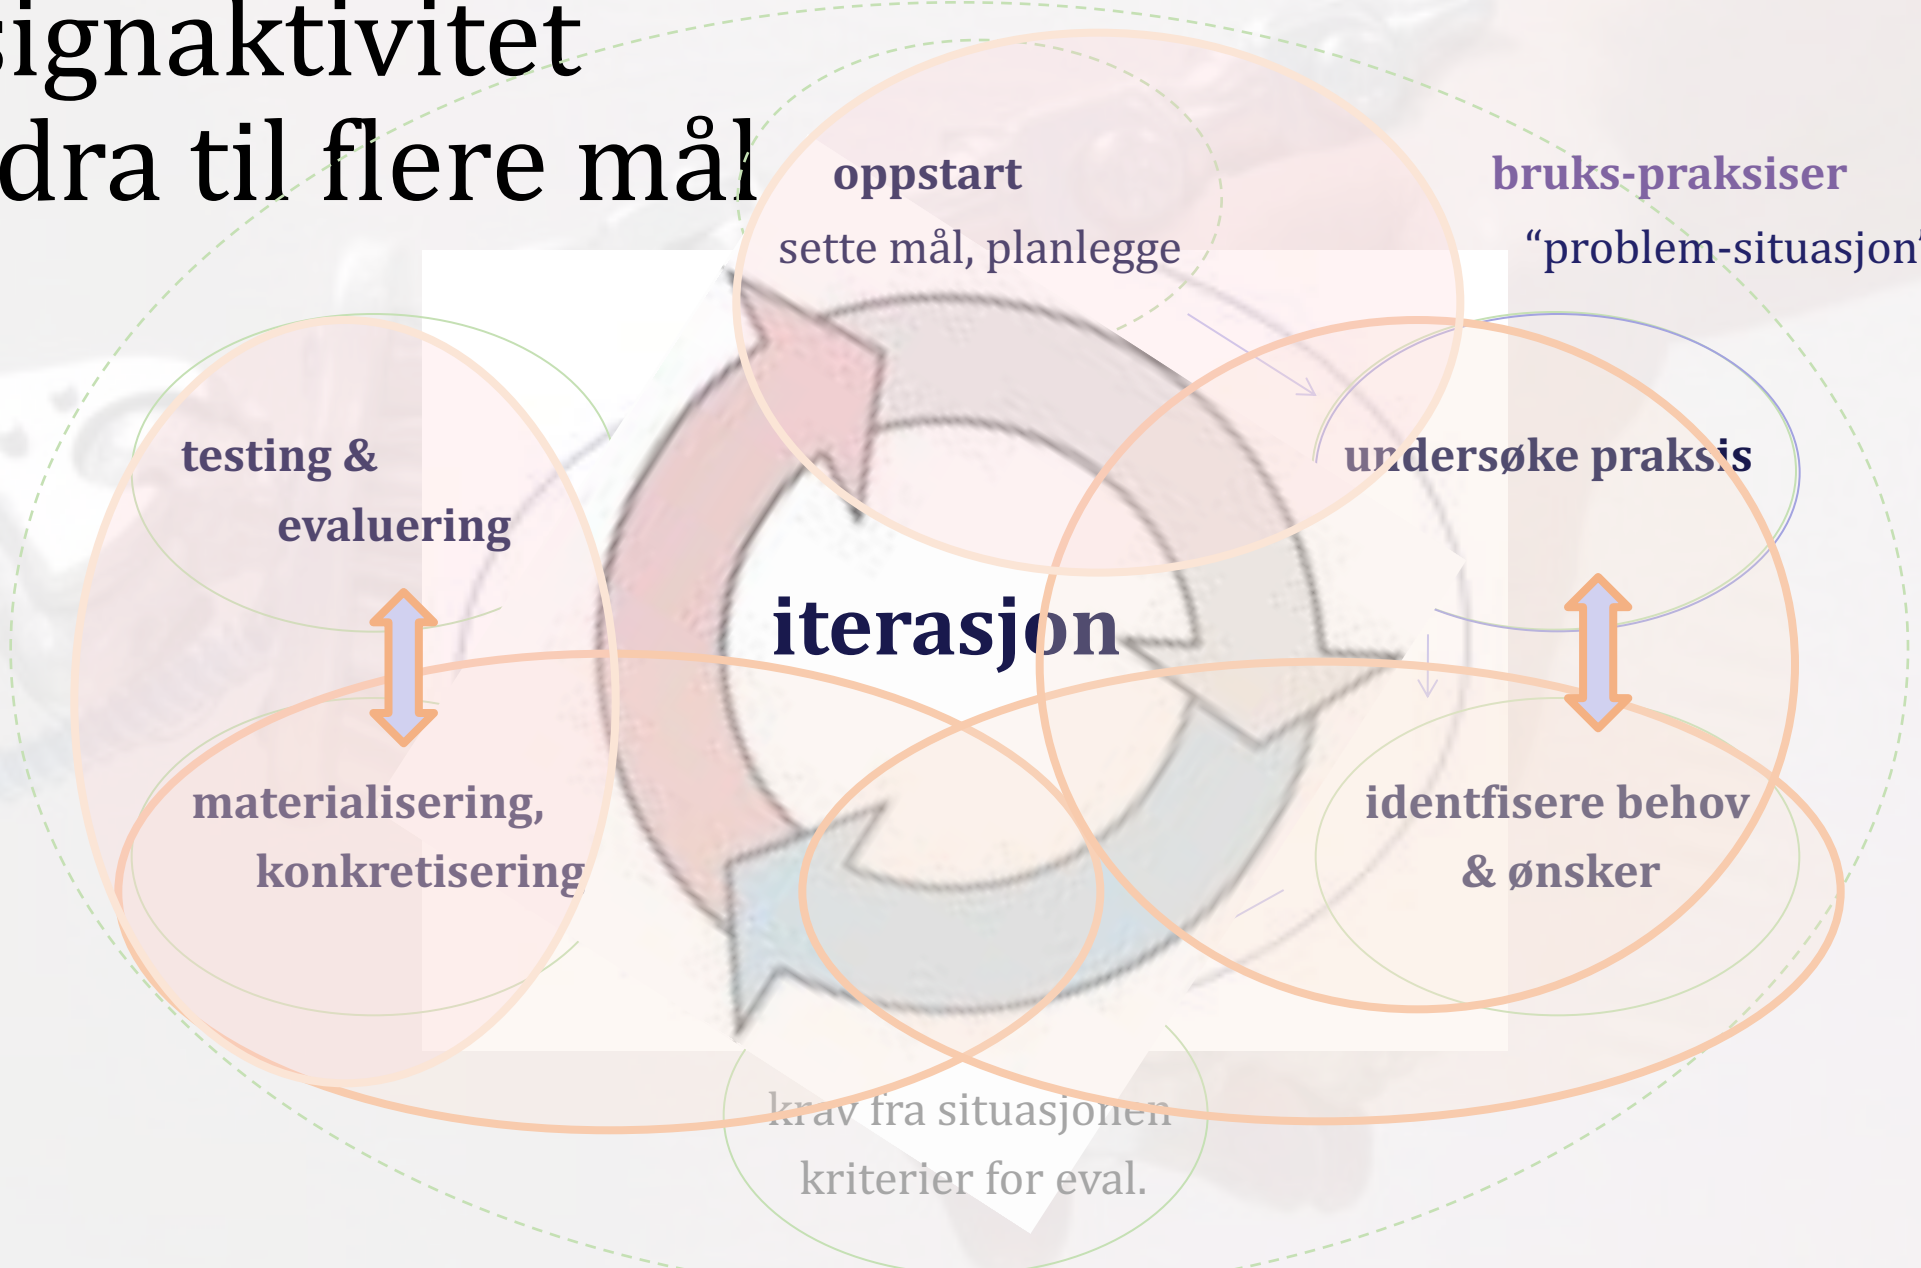 signaktivitet
dra til flere mål
oppstart
sette mål, planlegge
bruks-praksiser
“problem-situasjon”
testing &
evaluering
undersøke praksis
iterasjon
materialisering,
konkretisering
identfisere behov
& ønsker
krav fra situasjonen
kriterier for eval.